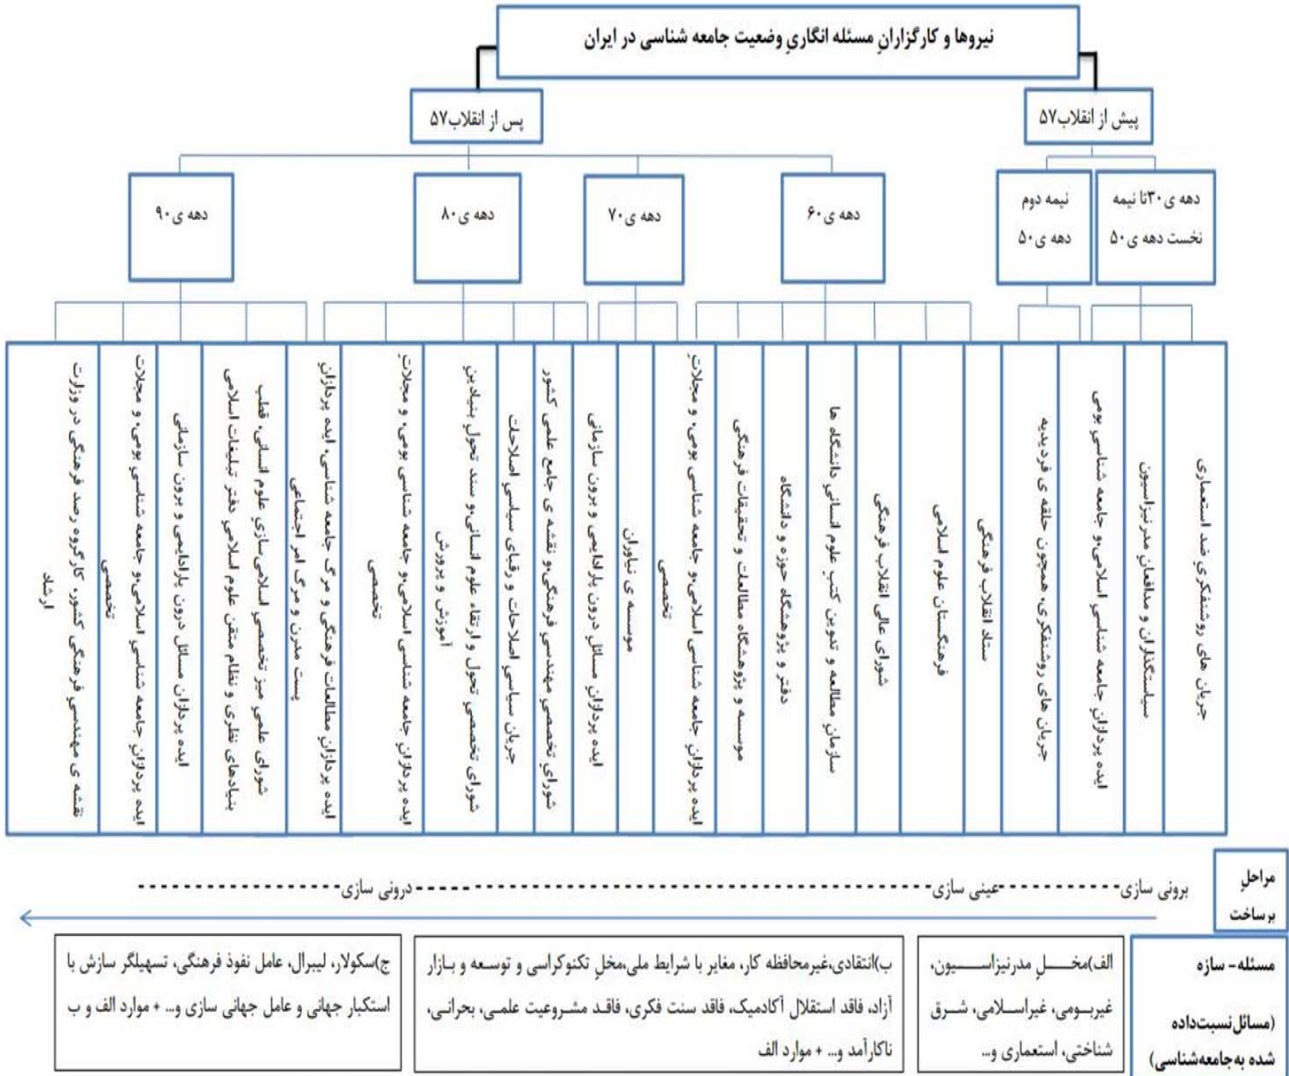 نیروها و کارگزارانِ مسئله انگاریِ وضعیت جامعه شناسی در ایران
پیش از انقلاب۵۷
پس از انقلاب۵۷
دهه ی۳۰تا نیمه
نخست دهه ی۵۰
نیمه دوم
دهه ی۵۰
دهه ی۶۰
دهه ی۷۰
دهه ی۸۰
دهه ی۹۰
جریان های روشنفکریِ ضد استعماری
سیاستگذاران و مدافعانِ مدرنیزاسیون
ایده پردازانِ جامعه شناسیِ اسلامی،و جامعه شناسیِ بومی
جریان های روشنفکری، همچون حلقه ی فردیدیه
ستاد انقلاب فرهنگی
فرهنگستان علوم اسلامی
شورای عالی انقلاب فرهنگی
سازمانِ مطالعه و تدوین کتبِ علوم انسانیِ دانشگاه ها
دفتر و پژوهشگاه حوزه و دانشگاه
موسسه و پژوهشگاه مطالعات و تحقیقات فرهنگی
ایده پردازانِ جامعه شناسی اسلامی،و جامعه شناسی بومی، و مجلاتِ
تخصصی
موسسه ی نیاوران
ایده پردازانِ مسائلِ درون پارادایمی و برون سازمانی
شورایِ تخصصیِ مهندسیِ فرهنگی،و نقشه ی جامع علمی کشور
جریان سیاسیِ اصلاحات و رقبای سیاسیِ اصلاحات
شورای تخصصیِ تحول و ارتقاء علوم انسانی،و سند تحولِ بنیادینِ
آموزش و پرورش
ایده پردازانِ جامعه شناسی اسلامی،و جامعه شناسی بومی، و مجلاتِ
تخصصی
ایده پردازانِ مطالعات فرهنگی و مرگ جامعه شناسی، ایده پردازانِ
پست مدرن و مرگ امر اجتماعی
شورای علمیِ میز تخصصیِ اسلامی‌سازیِ علوم انسانی، قطب
بنیادهای نظری و نظام متقن علوم اسلامیِ دفتر تبلیغات اسلامی
ایده پردازان مسائل درون پارادایمی و برون سازمانی
ایده پردازانِ جامعه شناسیِ اسلامی،و جامعه شناسیِ بومی، و مجلات
تخصصی
نقشه ی مهندسیِ فرهنگی کشور، کارگروه رصد فرهنگی در وزارت
ارشاد
مراحلِ
برساخت
برونی سازی-----------عینی سازی----------درونی سازی----------
مسئله- سازه
(مسائل‌نسبت‌داده
شده به‌جامعه‌شناسی)
الف)مخــلِ مدرنیزاســیون،
غیربـومی، غیراسـلامی، شـرق
شناختی، استعماری و...
ب)انتقادی،غیرمحافظه کار، مغایر با شرایط ملی،مخلِ تکنوکراسی و توسعه و بـازار
آزاد، فاقد استقلال آکادمیک، فاقد سنت فکری، فاقـد مشـروعیت علمـی، بحرانـی،
ناکارآمد و... + موارد الف
ج)سکولار، لیبرال، عامل نفوذ فرهنگی، تسهیلگر سازش با
استکبار جهانی و عامل جهانی سازی و... + موارد الف و ب